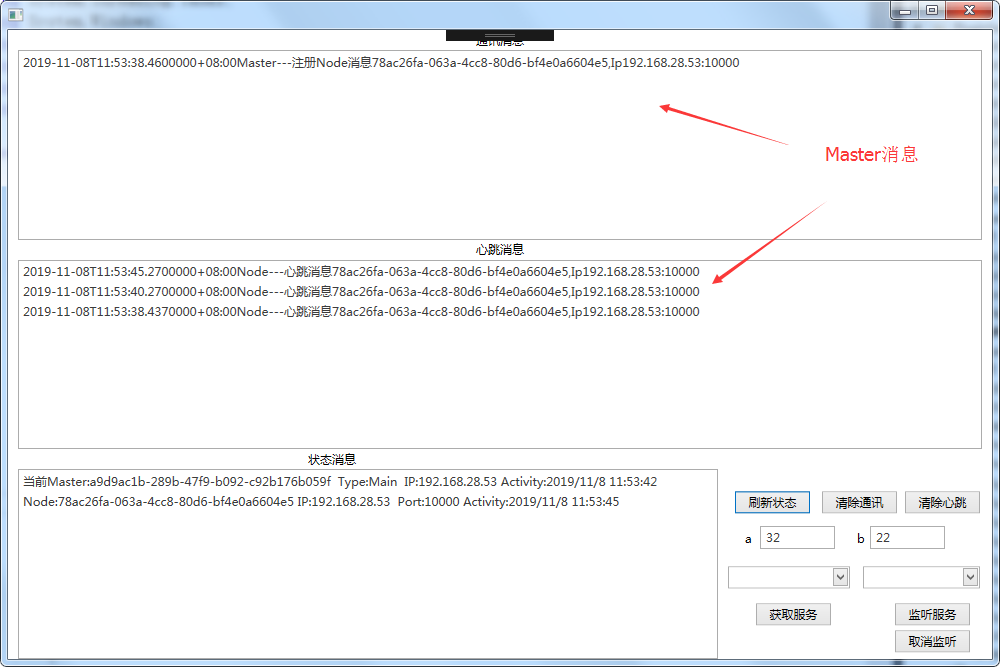 通讯消息
2019-11-08T11:53:38.4600000+08:00Master---注册Node消息78ac26fa-063a-4cc8-80d6-bf4e0a6604e5,Ip192.168.28.53:10000
Master消息
心跳消息
2019-11-08T11:53:45.2700000+08:00Node---心跳消息78ac26fa-063a-4cc8-80d6-bf4e0a6604e5,Ip192.168.28.53:10000
2019-11-08T11:53:40.2700000+08:00Node---心跳消息78ac26fa-063a-4cc8-80d6-bf4e0a6604e5,Ip192.168.28.53:10000
2019-11-08T11:53:38.4370000+08:00Node---心跳消息78ac26fa-063a-4cc8-80d6-bf4e0a6604e5,Ip192.168.28.53:10000
状态消息
当前Master:a9d9ac1b-289b-47f9-b092-c92b176b059f  Type:Main  IP:192.168.28.53 Activity:2019/11/8 11:53:42
Node:78ac26fa-063a-4cc8-80d6-bf4e0a6604e5 IP:192.168.28.53  Port:10000 Activity:2019/11/8 11:53:45
刷新状态 清除通讯 清除心跳
a 32 b 22
获取服务 监听服务
取消监听